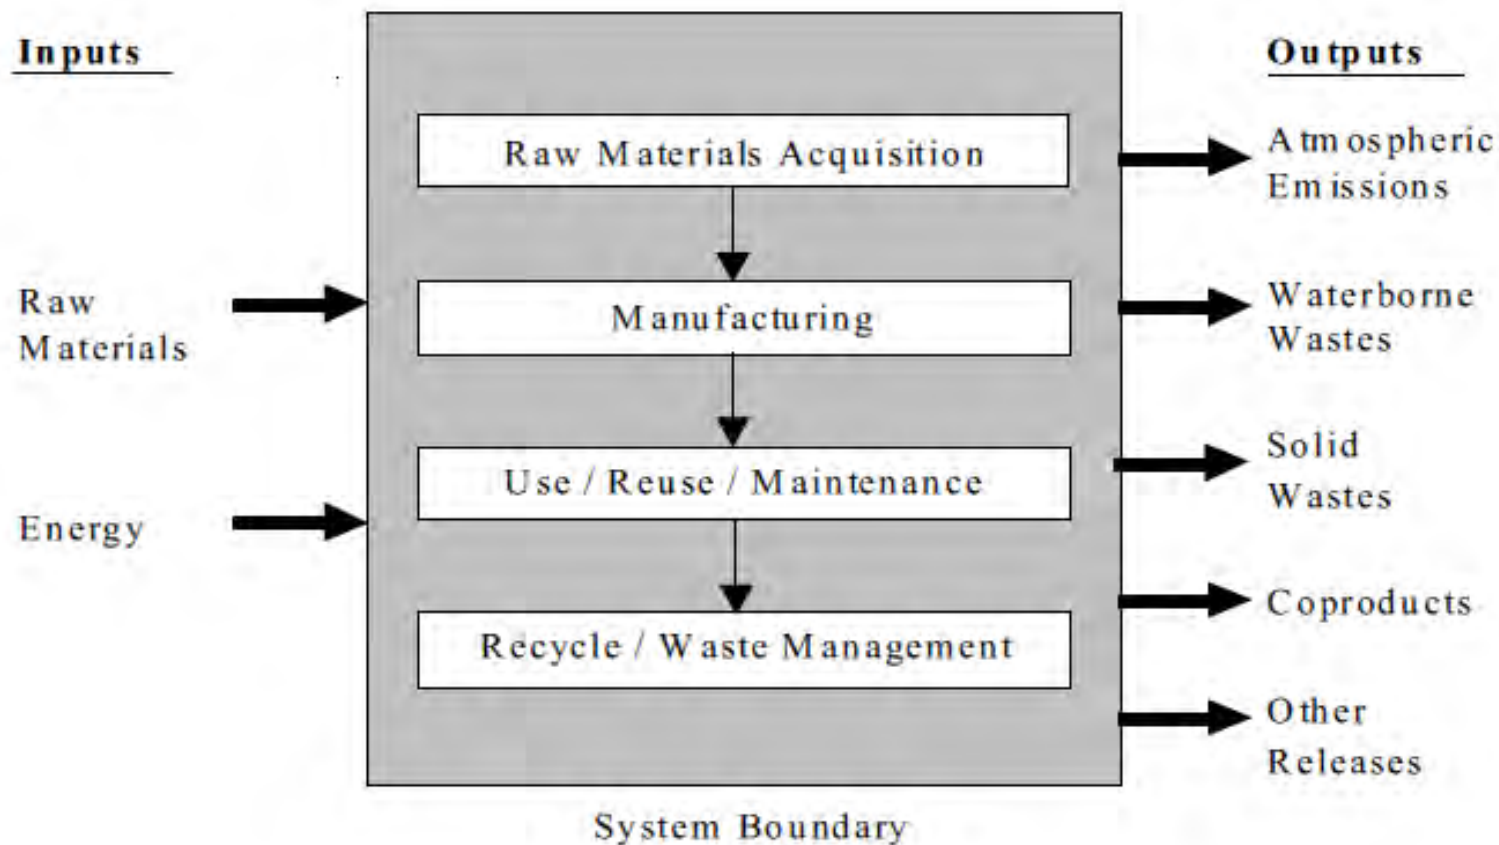 Inputs
Outputs
Raw Materials Acquisition
Manufacturing
Use / Reuse / Maintenance
Recycle / Waste Management
Raw
Materials
Energy
Atmospheric
Emissions
Waterborne
Wastes
Solid
Wastes
Coproducts
Other
Releases
System Boundary